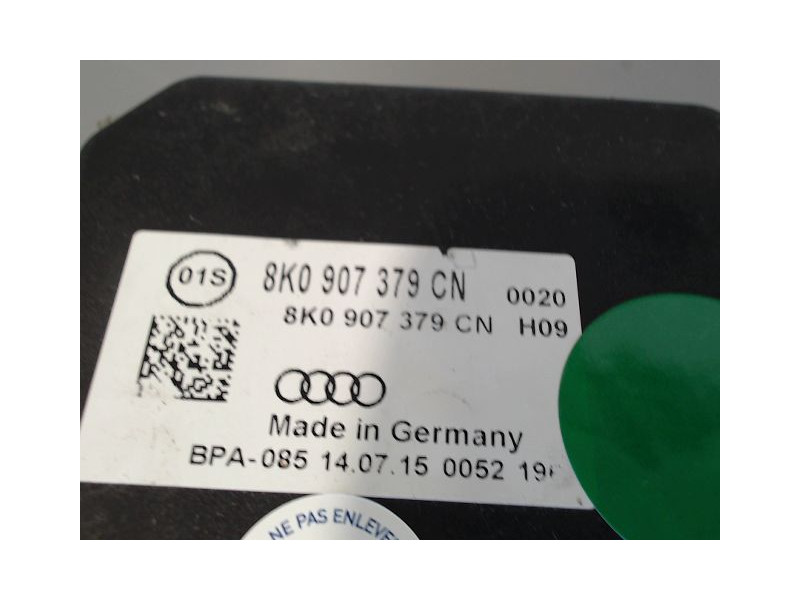 01S 8K0 907 379 CN 0020
8K0 907 379 CN H09
Made in Germany
BPA-085 14.07.15 0052
NE PAS ENLEVE